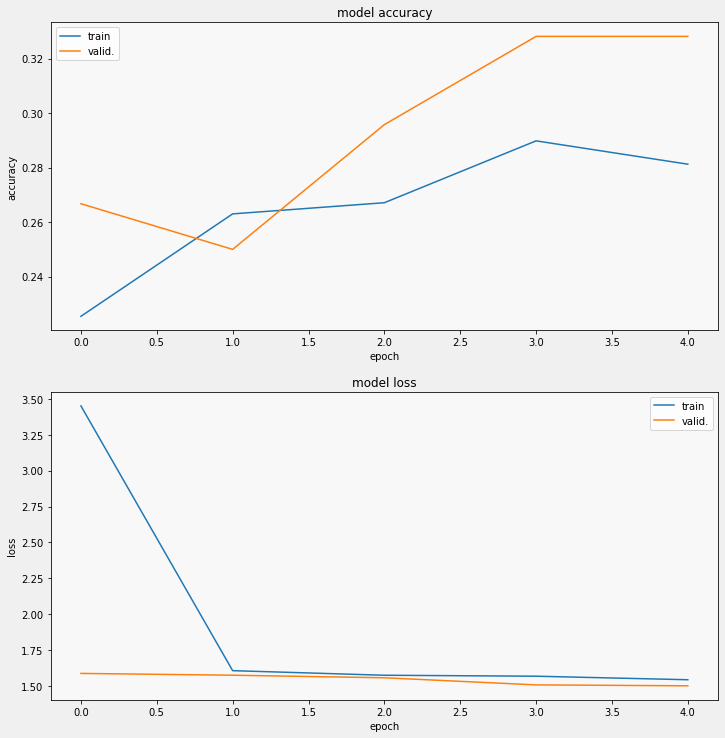 model accuracy
train
valid.
0.32
0.30
0.28
0.26
0.24
accuracy
0.0 0.5 1.0 1.5 2.0 2.5 3.0 3.5 4.0
epoch
model loss
train
valid.
3.50
3.25
3.00
2.75
2.50
2.25
2.00
1.75
1.50
loss
0.0 0.5 1.0 1.5 2.0 2.5 3.0 3.5 4.0
epoch